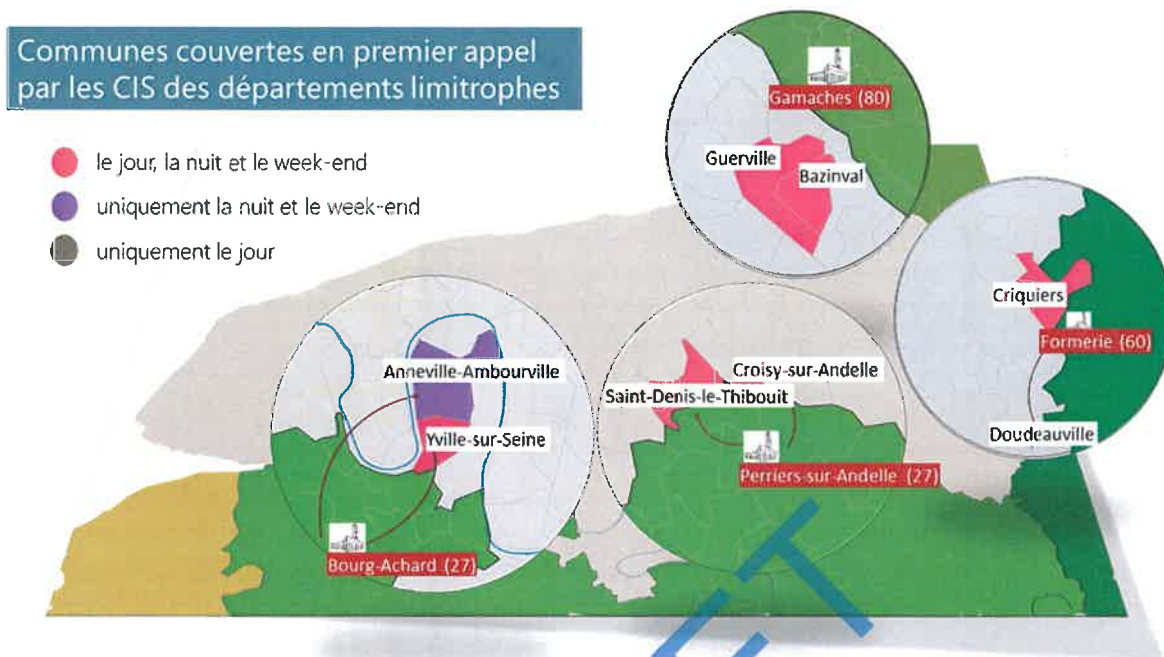 Communes couvertes en premier appel
par les CIS des départements limitrophes
le jour, la nuit et le week-end
uniquement la nuit et le week-end
uniquement le jour
Gamaches (80)
Guerville
Bazinval
Criquiers
Formerie (60)
Doudeauville
Anneville-Ambourville
Yville-sur-Seine
Bourg-Achard (27)
Croisy-sur-Andelle
Saint-Denis-le-Thibouit
Perriers-sur-Andelle (27)
ET